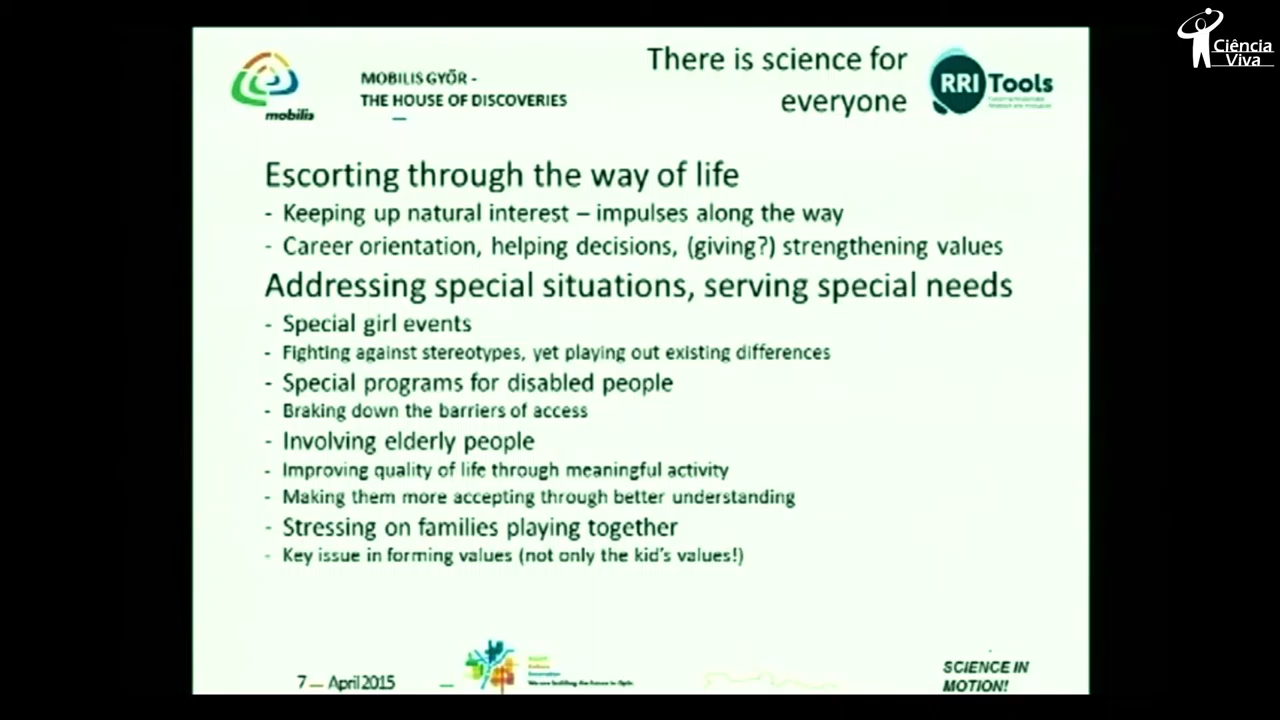 Ciência
Viva
There is science for
everyone
MOBILIS GYŐR -
THE HOUSE OF DISCOVERIES
mobilis
RRI Tools
Escorting through the way of life
- Keeping up natural interest – impulses along the way
- Career orientation, helping decisions, (giving?) strengthening values
Addressing special situations, serving special needs
- Special girl events
- Fighting against stereotypes, yet playing out existing differences
- Special programs for disabled people
- Braking down the barriers of access
- Involving elderly people
- Improving quality of life through meaningful activity
- Making them more accepting through better understanding
- Stressing on families playing together
- Key issue in forming values (not only the kid's values!)
7 — April 2015
SCIENCE IN
MOTION!